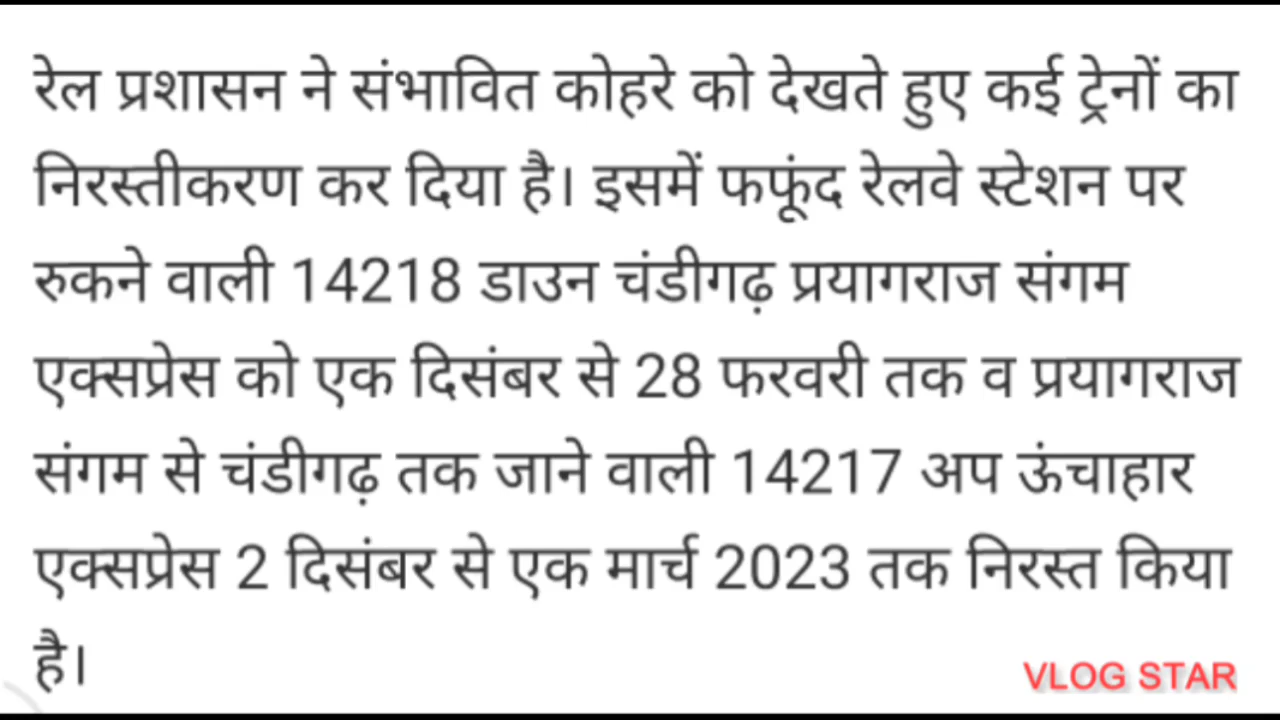 रेल प्रशासन ने संभावित कोहरे को देखते हुए कई ट्रेनों का
निरस्तीकरण कर दिया है। इसमें फफूंद रेलवे स्टेशन पर
रुकने वाली 14218 डाउन चंडीगढ़ प्रयागराज संगम
एक्सप्रेस को एक दिसंबर से 28 फरवरी तक व प्रयागराज
संगम से चंडीगढ़ तक जाने वाली 14217 अप ऊंचाहार
एक्सप्रेस 2 दिसंबर से एक मार्च 2023 तक निरस्त किया
है।
VLOG STAR